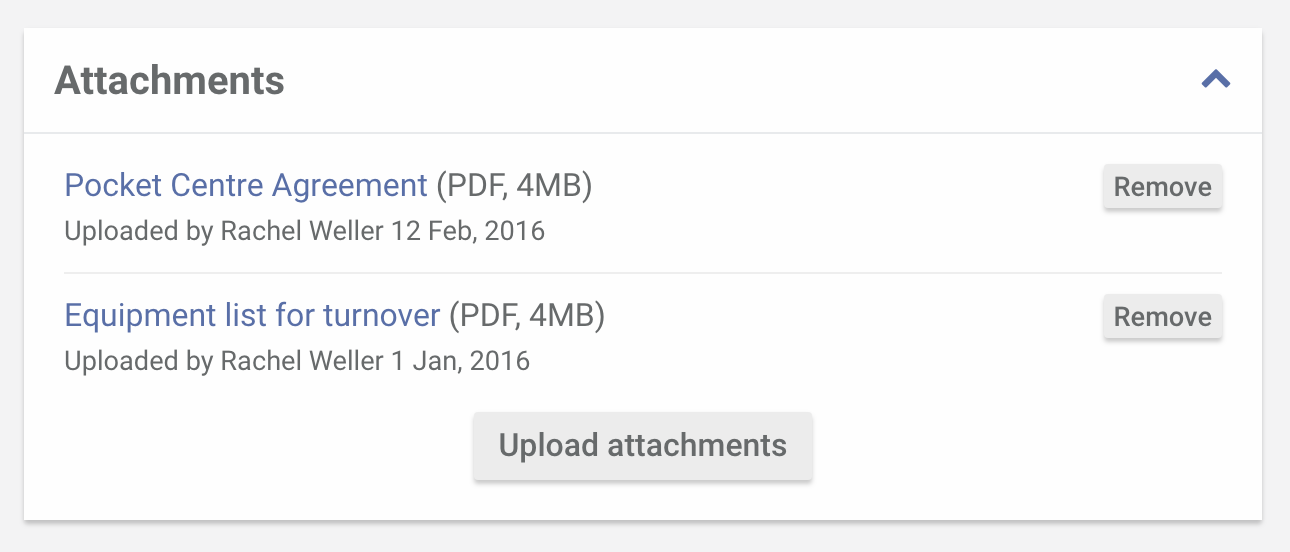 Attachments
Pocket Centre Agreement (PDF, 4MB)
Remove
Uploaded by Rachel Weller 12 Feb, 2016
Equipment list for turnover (PDF, 4MB)
Remove
Uploaded by Rachel Weller 1 Jan, 2016
Upload attachments